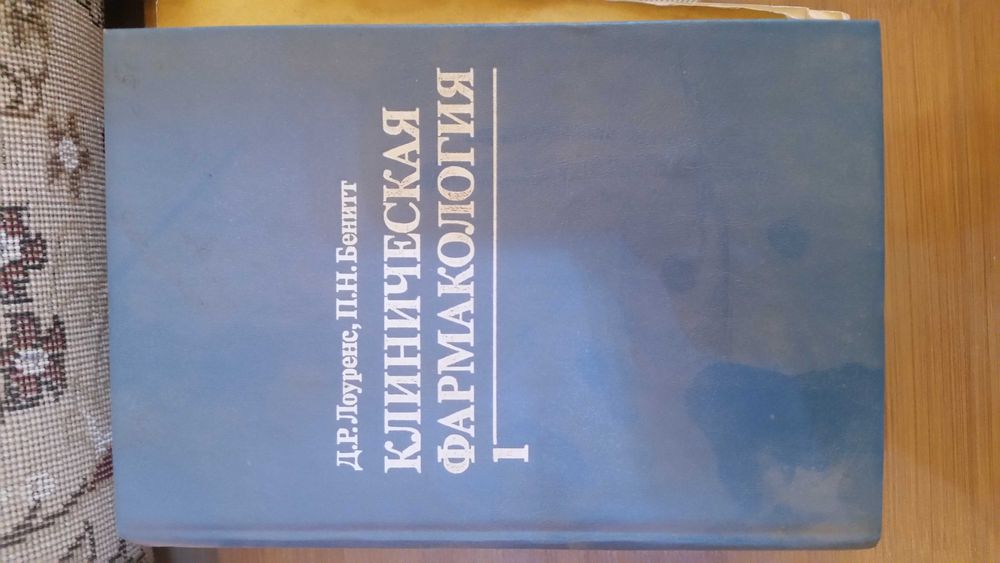 Д.Р.Лоуренс, П.Н.Бенитт
КЛИНИЧЕСКАЯ
ФАРМАКОЛОГИЯ
1